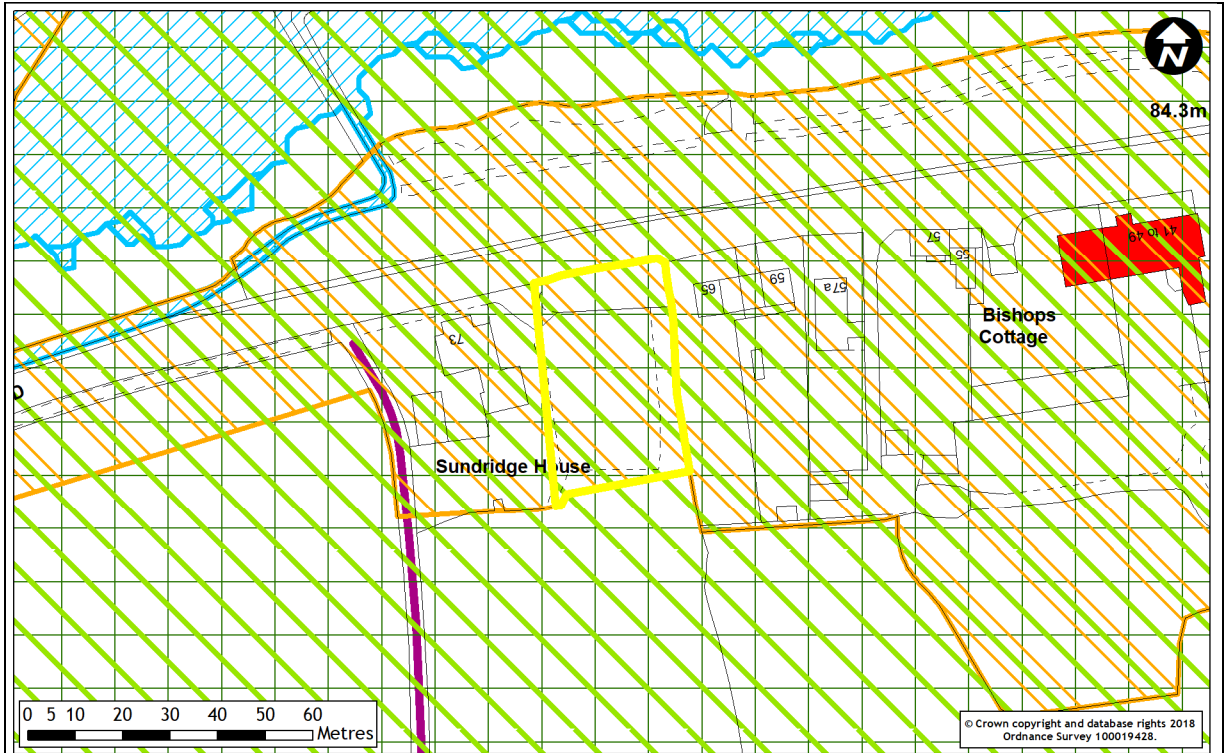 N
84.3m
41 to 49
57
55
Bishops
Cottage
59
57a
65
73
D
Sundridge House
0 5 10 20 30 40 50 60
Metres
© Crown copyright and database rights 2018
Ordnance Survey 100019428.